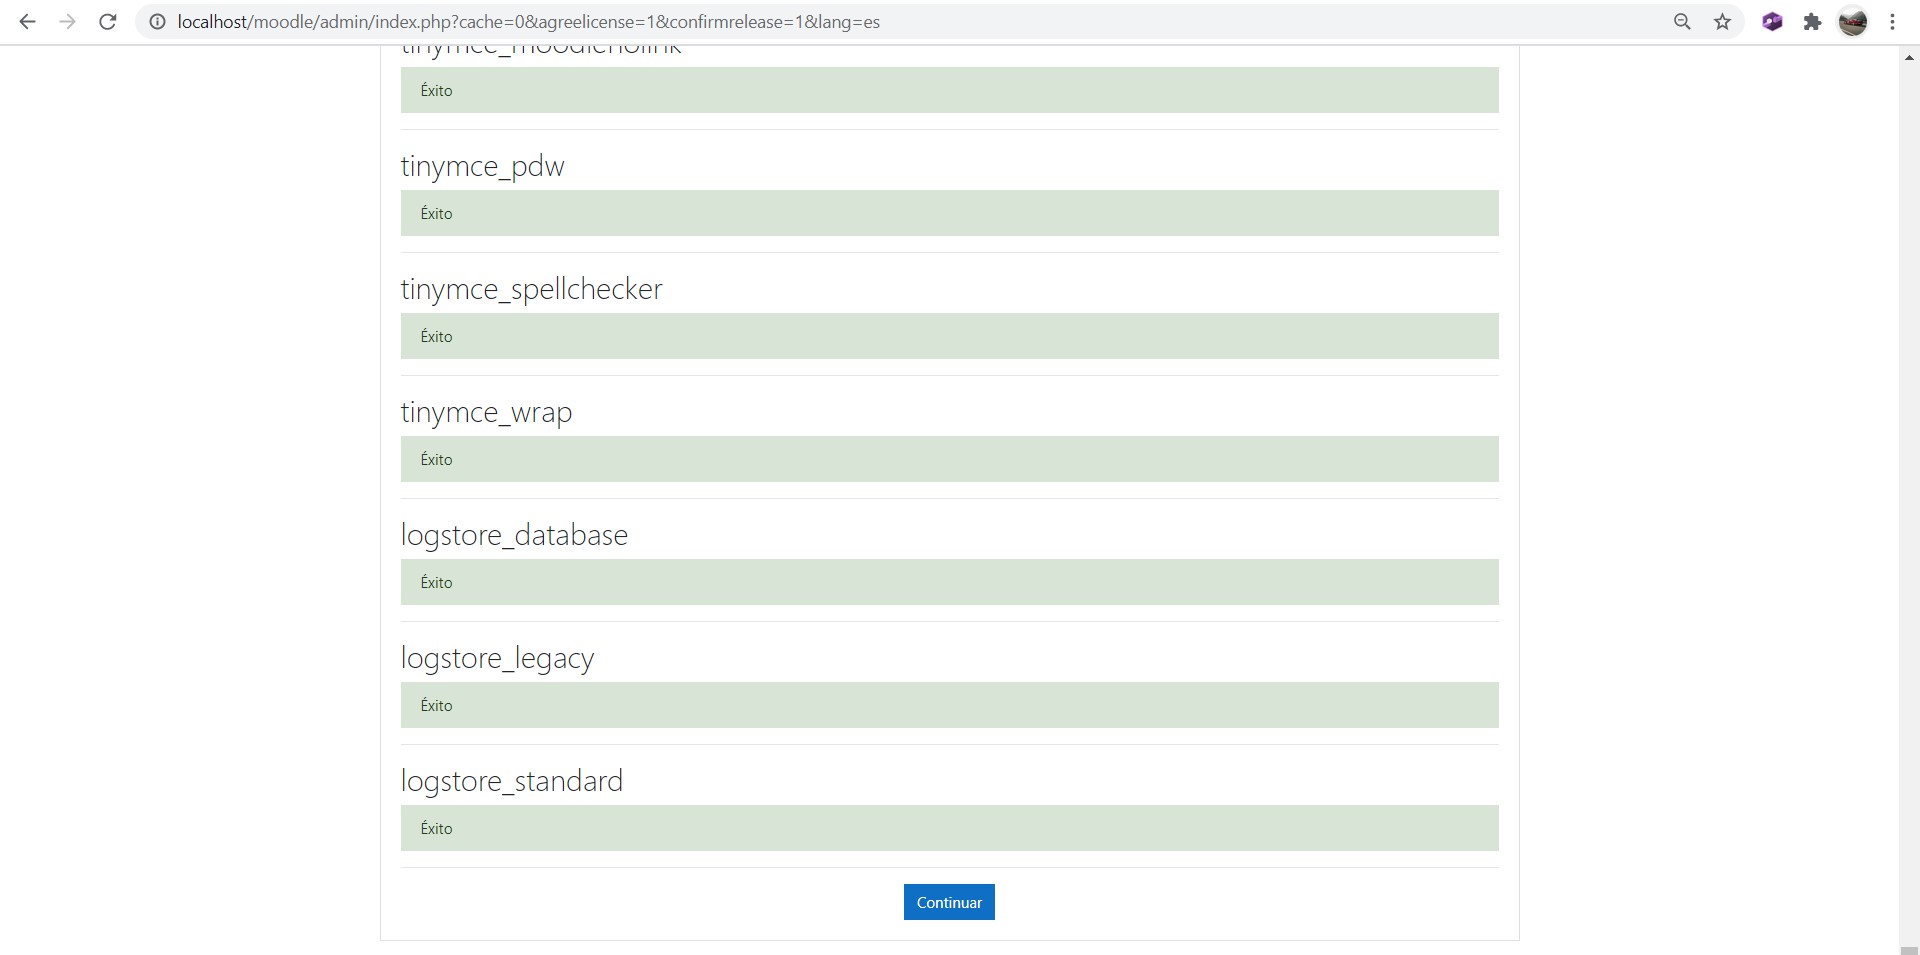 localhost/moodle/admin/index.php?cache=0&agreelicense=1&confirmrelease=1&lang=es
tinymce_moodlenolink
Éxito
tinymce_pdw
Éxito
tinymce_spellchecker
Éxito
tinymce_wrap
Éxito
logstore_database
Éxito
logstore_legacy
Éxito
logstore_standard
Éxito
Continuar